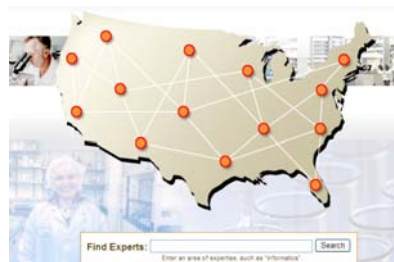 Find Experts: Search
Enter an area of expertise, such as "Informatics"